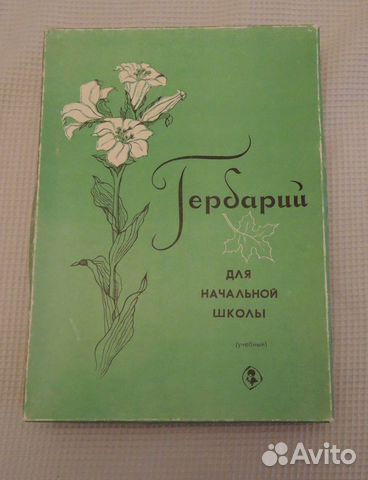 Гербарий
ДЛЯ
НАЧАЛЬНОЙ
ШКОЛЫ
(учебный)
Avito